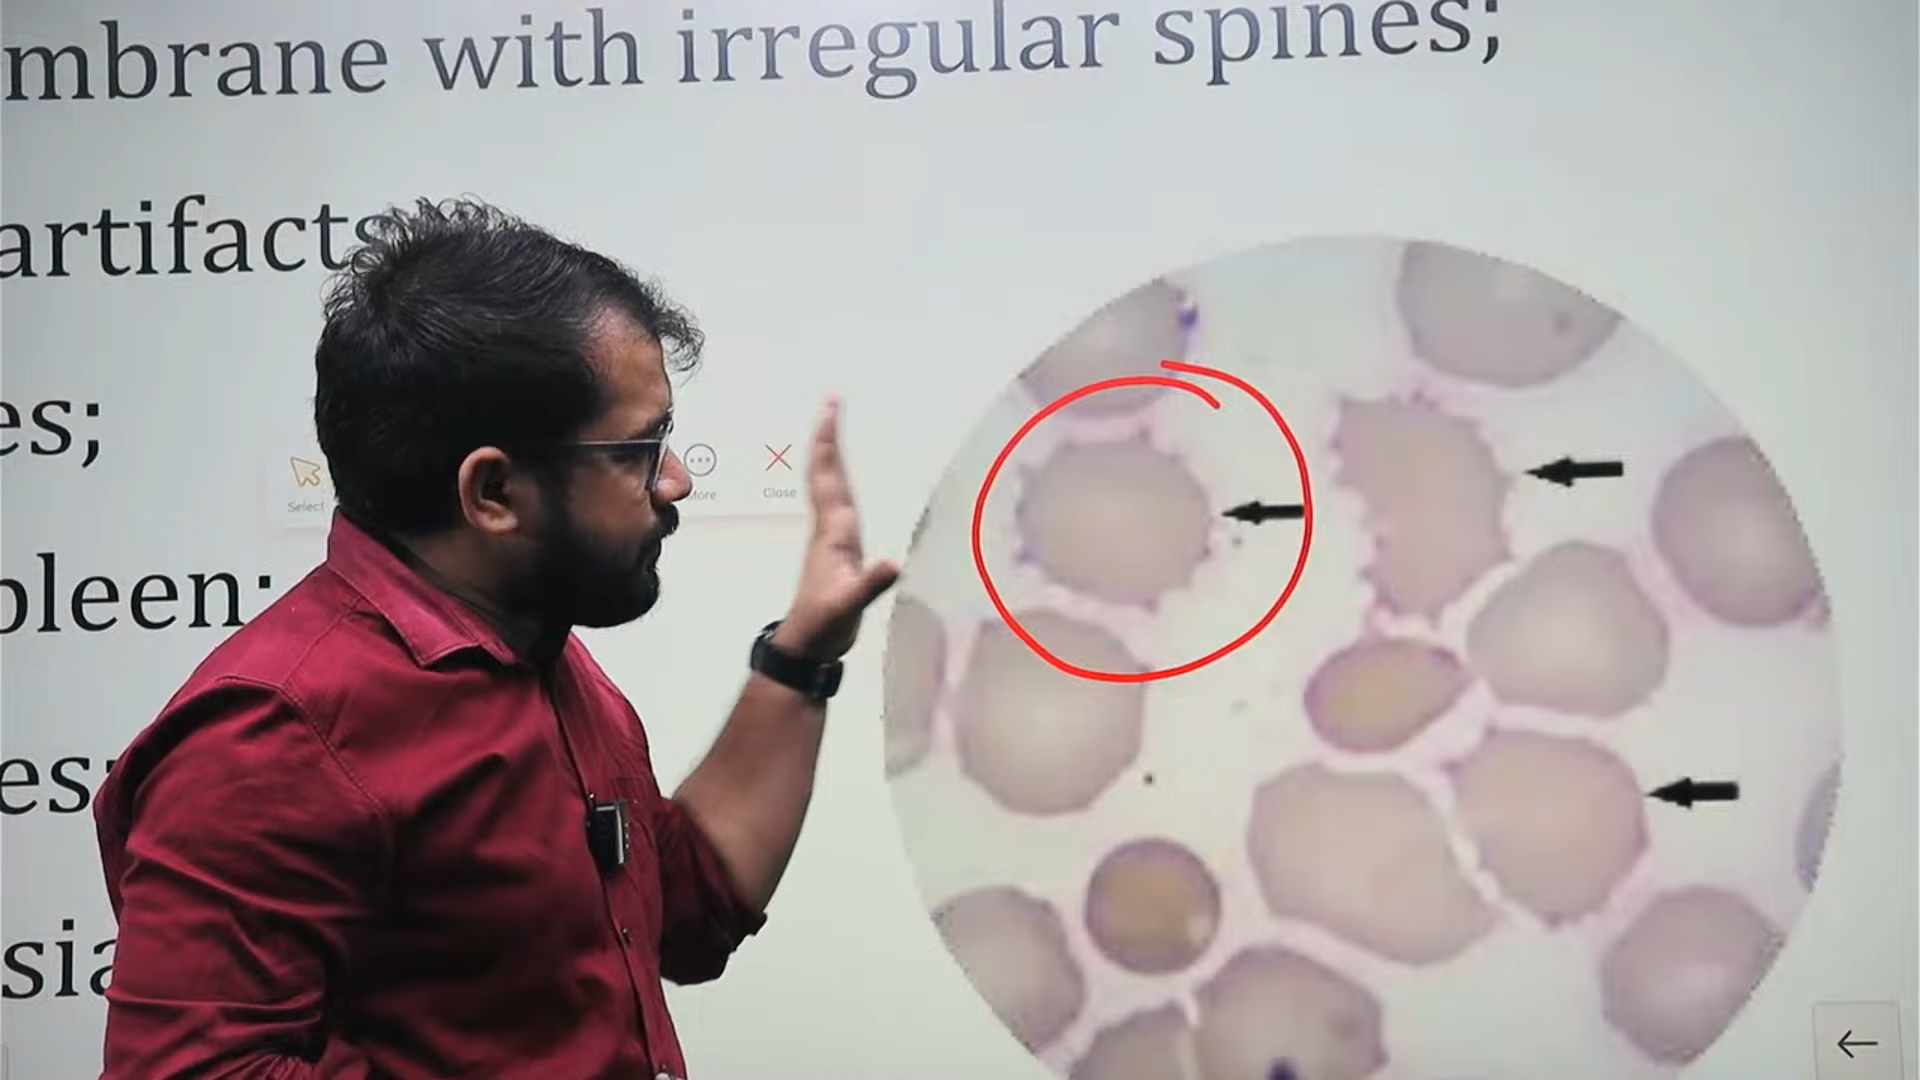 mbrane with irregular spines;
artifacts
es;
Select
More
Close
pleen;
es;
sia